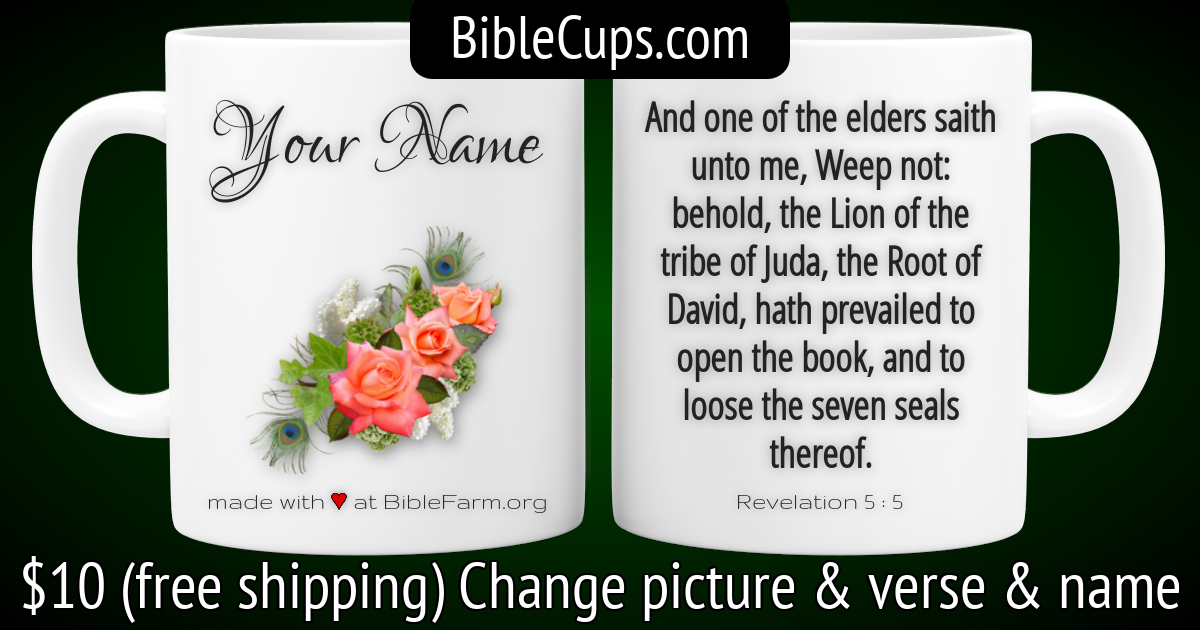 BibleCups.com
Your Name
made with ♥ at BibleFarm.org
And one of the elders saith
unto me, Weep not:
behold, the Lion of the
tribe of Juda, the Root of
David, hath prevailed to
open the book, and to
loose the seven seals
thereof.
Revelation 5 : 5
$10 (free shipping) Change picture & verse & name